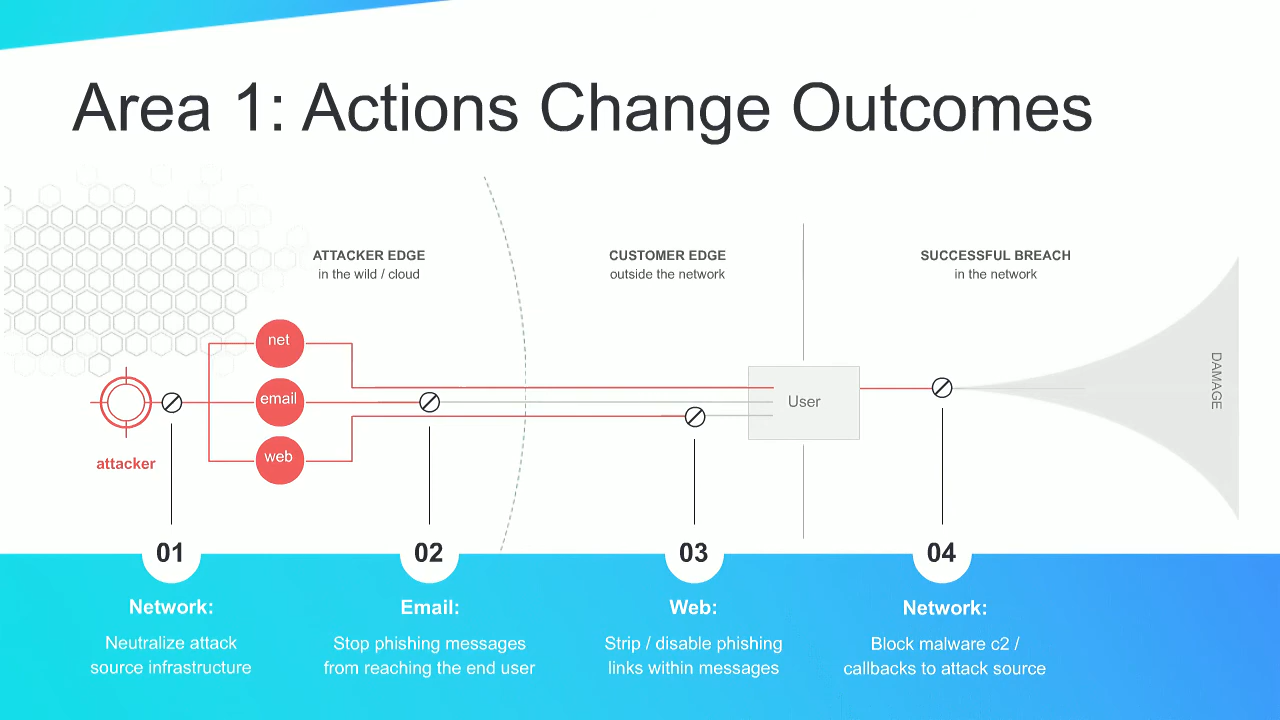 Area 1: Actions Change Outcomes
ATTACKER EDGE
in the wild / cloud
CUSTOMER EDGE
outside the network
SUCCESSFUL BREACH
in the network
net
email
web
attacker
User
DAMAGE
01
Network:
Neutralize attack
source infrastructure
02
Email:
Stop phishing messages
from reaching the end user
03
Web:
Strip / disable phishing
links within messages
04
Network:
Block malware c2 /
callbacks to attack source